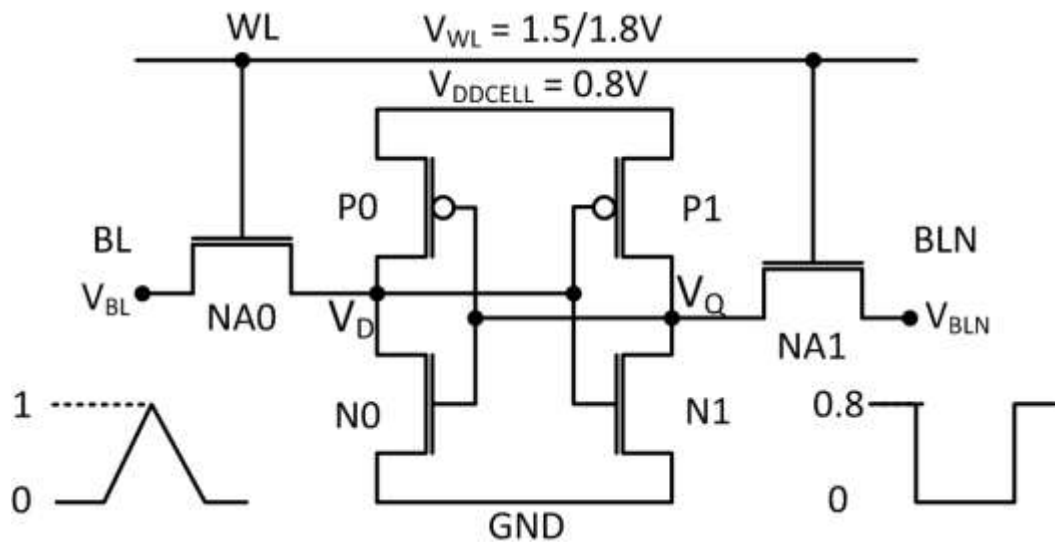 WL V_WL = 1.5/1.8V
V_DDCELL = 0.8V
P0 P1
BL BLN
V_BL NA0 V_D V_Q NA1 V_BLN
1 N0 N1 0.8
0 GND 0